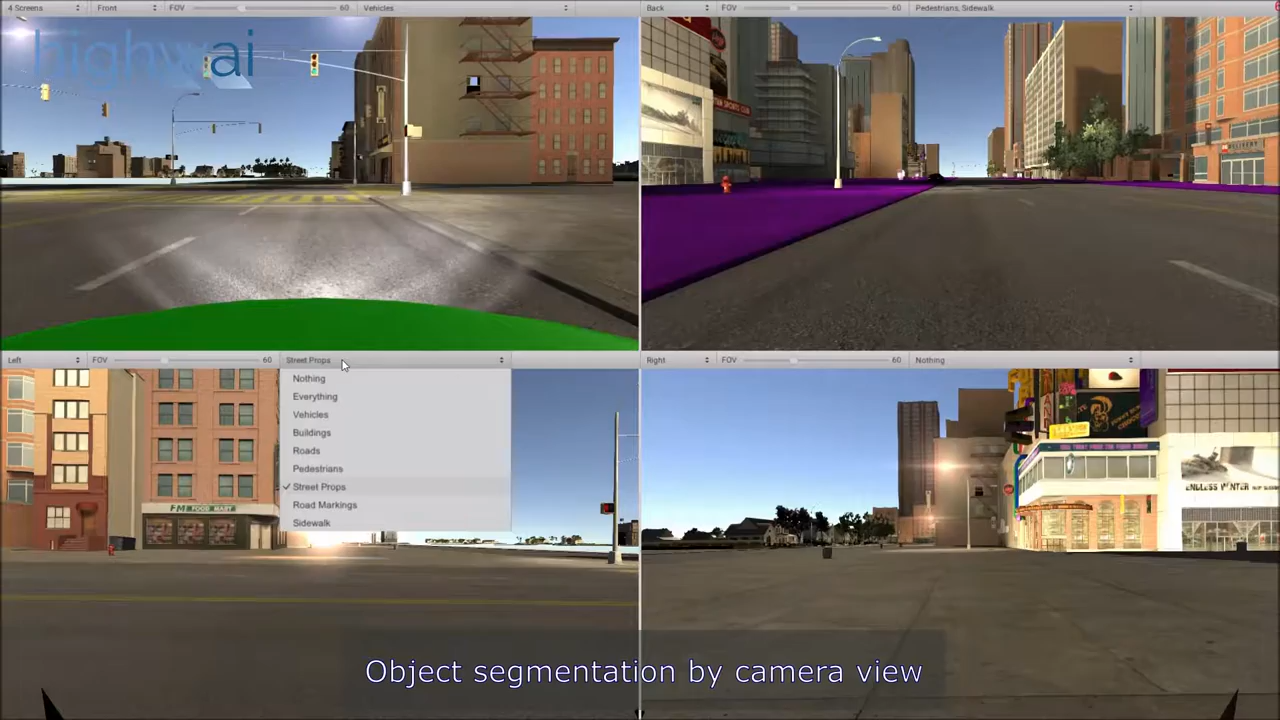 4 Screens Front FOV 60 Vehicles
Back FOV 60 Pedestrians, Sidewalk
highwai
Left FOV 60 Street Props
Right FOV 60 Nothing
Nothing
Everything
Vehicles
Buildings
Roads
Pedestrians
Street Props
Road Markings
Sidewalk
FM FOOD MART
ENDLESS WINTER
Object segmentation by camera view